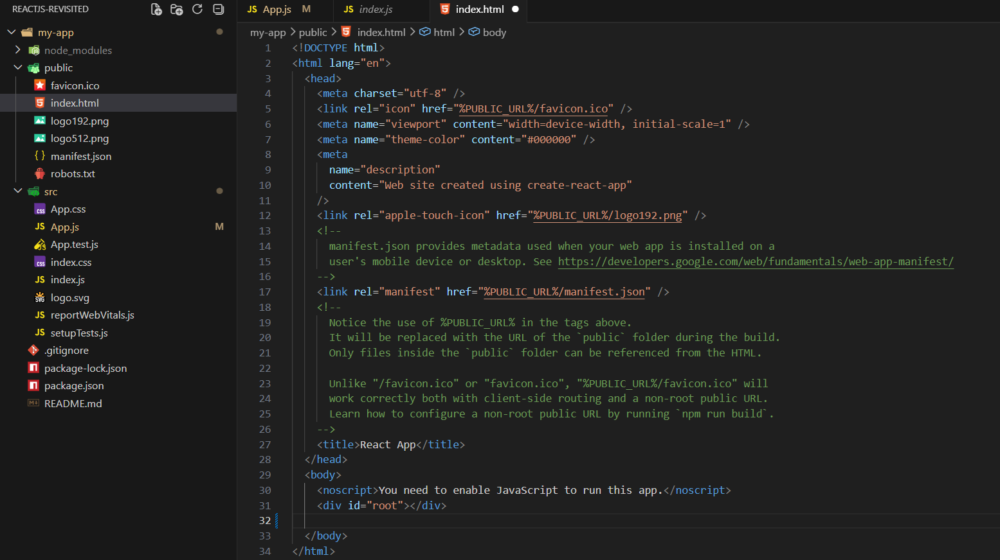 REACTJS-REVISITED
my-app
node_modules
public
favicon.ico
index.html
logo192.png
logo512.png
{} manifest.json
robots.txt
src
css App.css
JS App.js M
App.test.js
css index.css
JS index.js
SVG logo.svg
JS reportWebVitals.js
JS setupTests.js
.gitignore
package-lock.json
package.json
M↓ README.md
JS App.js M
JS index.js
index.html
my-app > public > index.html > html > body
1 <!DOCTYPE html>
2 <html lang="en">
3 <head>
4 <meta charset="utf-8" />
5 <link rel="icon" href="%PUBLIC_URL%/favicon.ico" />
6 <meta name="viewport" content="width=device-width, initial-scale=1" />
7 <meta name="theme-color" content="#000000" />
8 <meta
9 name="description"
10 content="Web site created using create-react-app"
11 />
12 <link rel="apple-touch-icon" href="%PUBLIC_URL%/logo192.png" />
13 <!--
14 manifest.json provides metadata used when your web app is installed on a
15 user's mobile device or desktop. See https://developers.google.com/web/fundamentals/web-app-manifest/
16 -->
17 <link rel="manifest" href="%PUBLIC_URL%/manifest.json" />
18 <!--
19 Notice the use of %PUBLIC_URL% in the tags above.
20 It will be replaced with the URL of the `public` folder during the build.
21 Only files inside the `public` folder can be referenced from the HTML.
22
23 Unlike "/favicon.ico" or "favicon.ico", "%PUBLIC_URL%/favicon.ico" will
24 work correctly both with client-side routing and a non-root public URL.
25 Learn how to configure a non-root public URL by running `npm run build`.
26 -->
27 <title>React App</title>
28 </head>
29 <body>
30 <noscript>You need to enable JavaScript to run this app.</noscript>
31 <div id="root"></div>
32
33 </body>
34 </html>